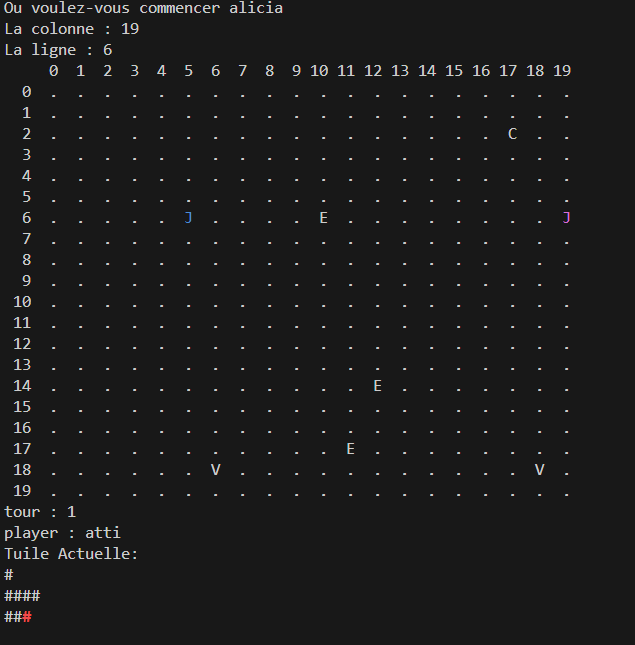 Ou voulez-vous commencer alicia
La colonne : 19
La ligne : 6
     0  1  2  3  4  5  6  7  8  9 10 11 12 13 14 15 16 17 18 19
  0  .  .  .  .  .  .  .  .  .  .  .  .  .  .  .  .  .  .  .  .
  1  .  .  .  .  .  .  .  .  .  .  .  .  .  .  .  .  .  .  .  .
  2  .  .  .  .  .  .  .  .  .  .  .  .  .  .  .  .  .  C  .  .
  3  .  .  .  .  .  .  .  .  .  .  .  .  .  .  .  .  .  .  .  .
  4  .  .  .  .  .  .  .  .  .  .  .  .  .  .  .  .  .  .  .  .
  5  .  .  .  .  .  .  .  .  .  .  .  .  .  .  .  .  .  .  .  .
  6  .  .  .  .  .  J  .  .  .  .  E  .  .  .  .  .  .  .  .  J
  7  .  .  .  .  .  .  .  .  .  .  .  .  .  .  .  .  .  .  .  .
  8  .  .  .  .  .  .  .  .  .  .  .  .  .  .  .  .  .  .  .  .
  9  .  .  .  .  .  .  .  .  .  .  .  .  .  .  .  .  .  .  .  .
 10  .  .  .  .  .  .  .  .  .  .  .  .  .  .  .  .  .  .  .  .
 11  .  .  .  .  .  .  .  .  .  .  .  .  .  .  .  .  .  .  .  .
 12  .  .  .  .  .  .  .  .  .  .  .  .  .  .  .  .  .  .  .  .
 13  .  .  .  .  .  .  .  .  .  .  .  .  .  .  .  .  .  .  .  .
 14  .  .  .  .  .  .  .  .  .  .  .  .  E  .  .  .  .  .  .  .
 15  .  .  .  .  .  .  .  .  .  .  .  .  .  .  .  .  .  .  .  .
 16  .  .  .  .  .  .  .  .  .  .  .  .  .  .  .  .  .  .  .  .
 17  .  .  .  .  .  .  .  .  .  .  .  E  .  .  .  .  .  .  .  .
 18  .  .  .  .  .  .  V  .  .  .  .  .  .  .  .  .  .  .  V  .
 19  .  .  .  .  .  .  .  .  .  .  .  .  .  .  .  .  .  .  .  .
tour : 1
player : atti
Tuile Actuelle:
#
####
###